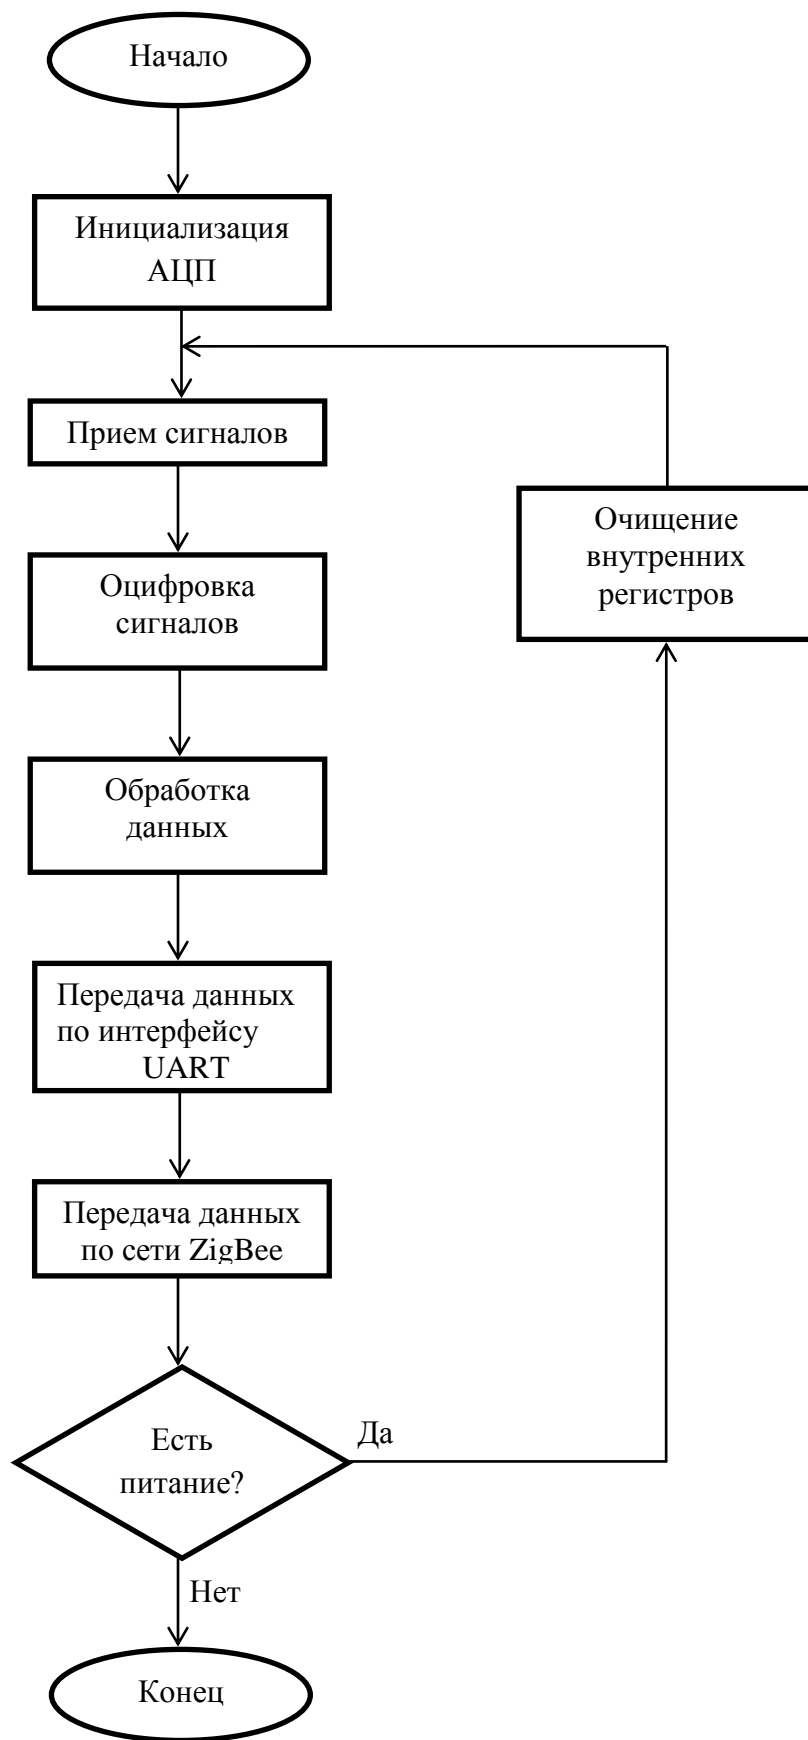 Начало
Инициализация
АЦП
Прием сигналов
Очищение
внутренних
регистров
Оцифровка
сигналов
Обработка
данных
Передача данных
по интерфейсу
UART
Передача данных
по сети ZigBee
Есть
питание?
Да
Нет
Конец